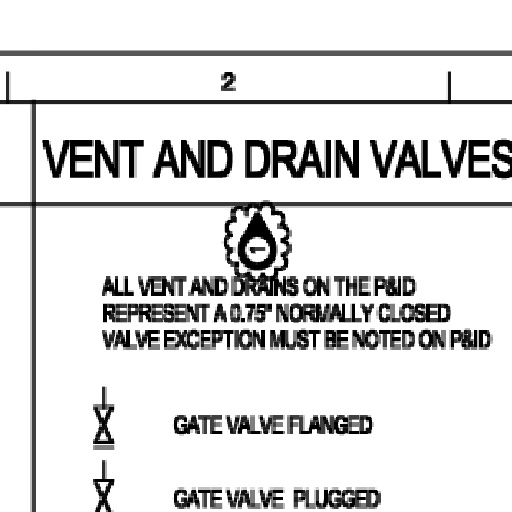 2
VENT AND DRAIN VALVES
1
ALL VENT AND DRAINS ON THE P&ID
REPRESENT A 0.75" NORMALLY CLOSED
VALVE EXCEPTION MUST BE NOTED ON P&ID
GATE VALVE FLANGED
GATE VALVE PLUGGED